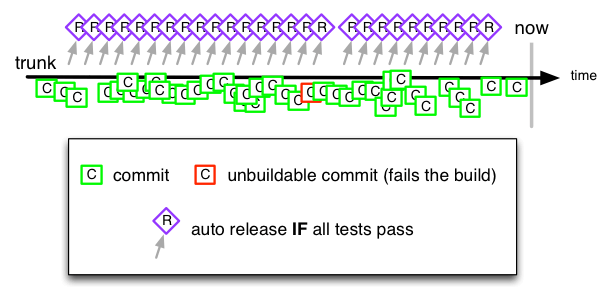 R R R R R R R R R R R R R R R R R R R R R R R R R R now
trunk
time
C C C C C C C C C C C C C C C C C C C C C C C C C C C C C C C C C C C C C C C
C commit C unbuildable commit (fails the build)
R auto release IF all tests pass